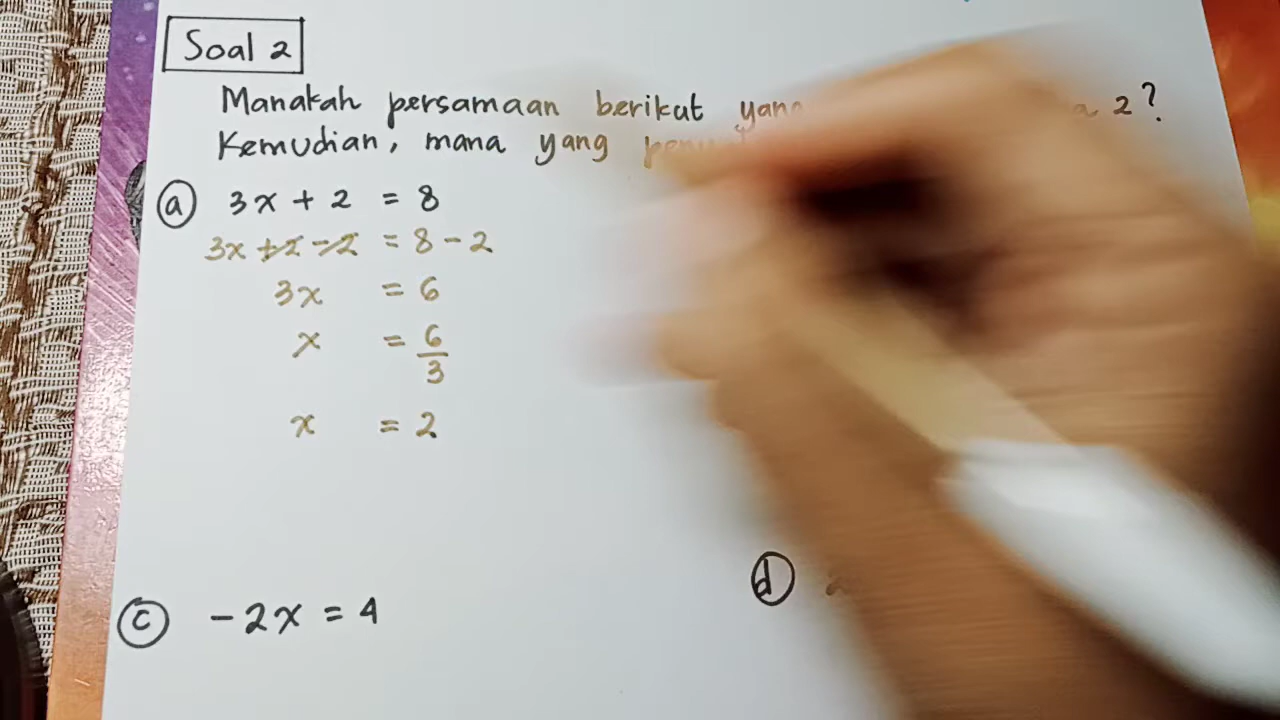 Soal 2
Manakah persamaan berikut yang 2?
Kemudian, mana yang
a 3x + 2 = 8
3x + 2 - 2 = 8 - 2
3x = 6
x = 6/3
x = 2
d
c - 2x = 4